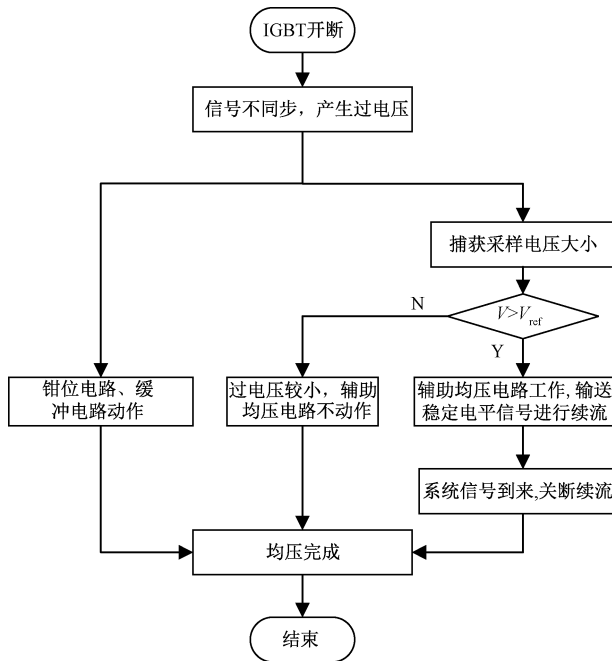 IGBT开断
信号不同步，产生过电压
捕获采样电压大小
N
V>Vref
Y
钳位电路、缓
冲电路动作
过电压较小，辅助
均压电路不动作
辅助均压电路工作,输送
稳定电平信号进行续流
系统信号到来,关断续流
均压完成
结束